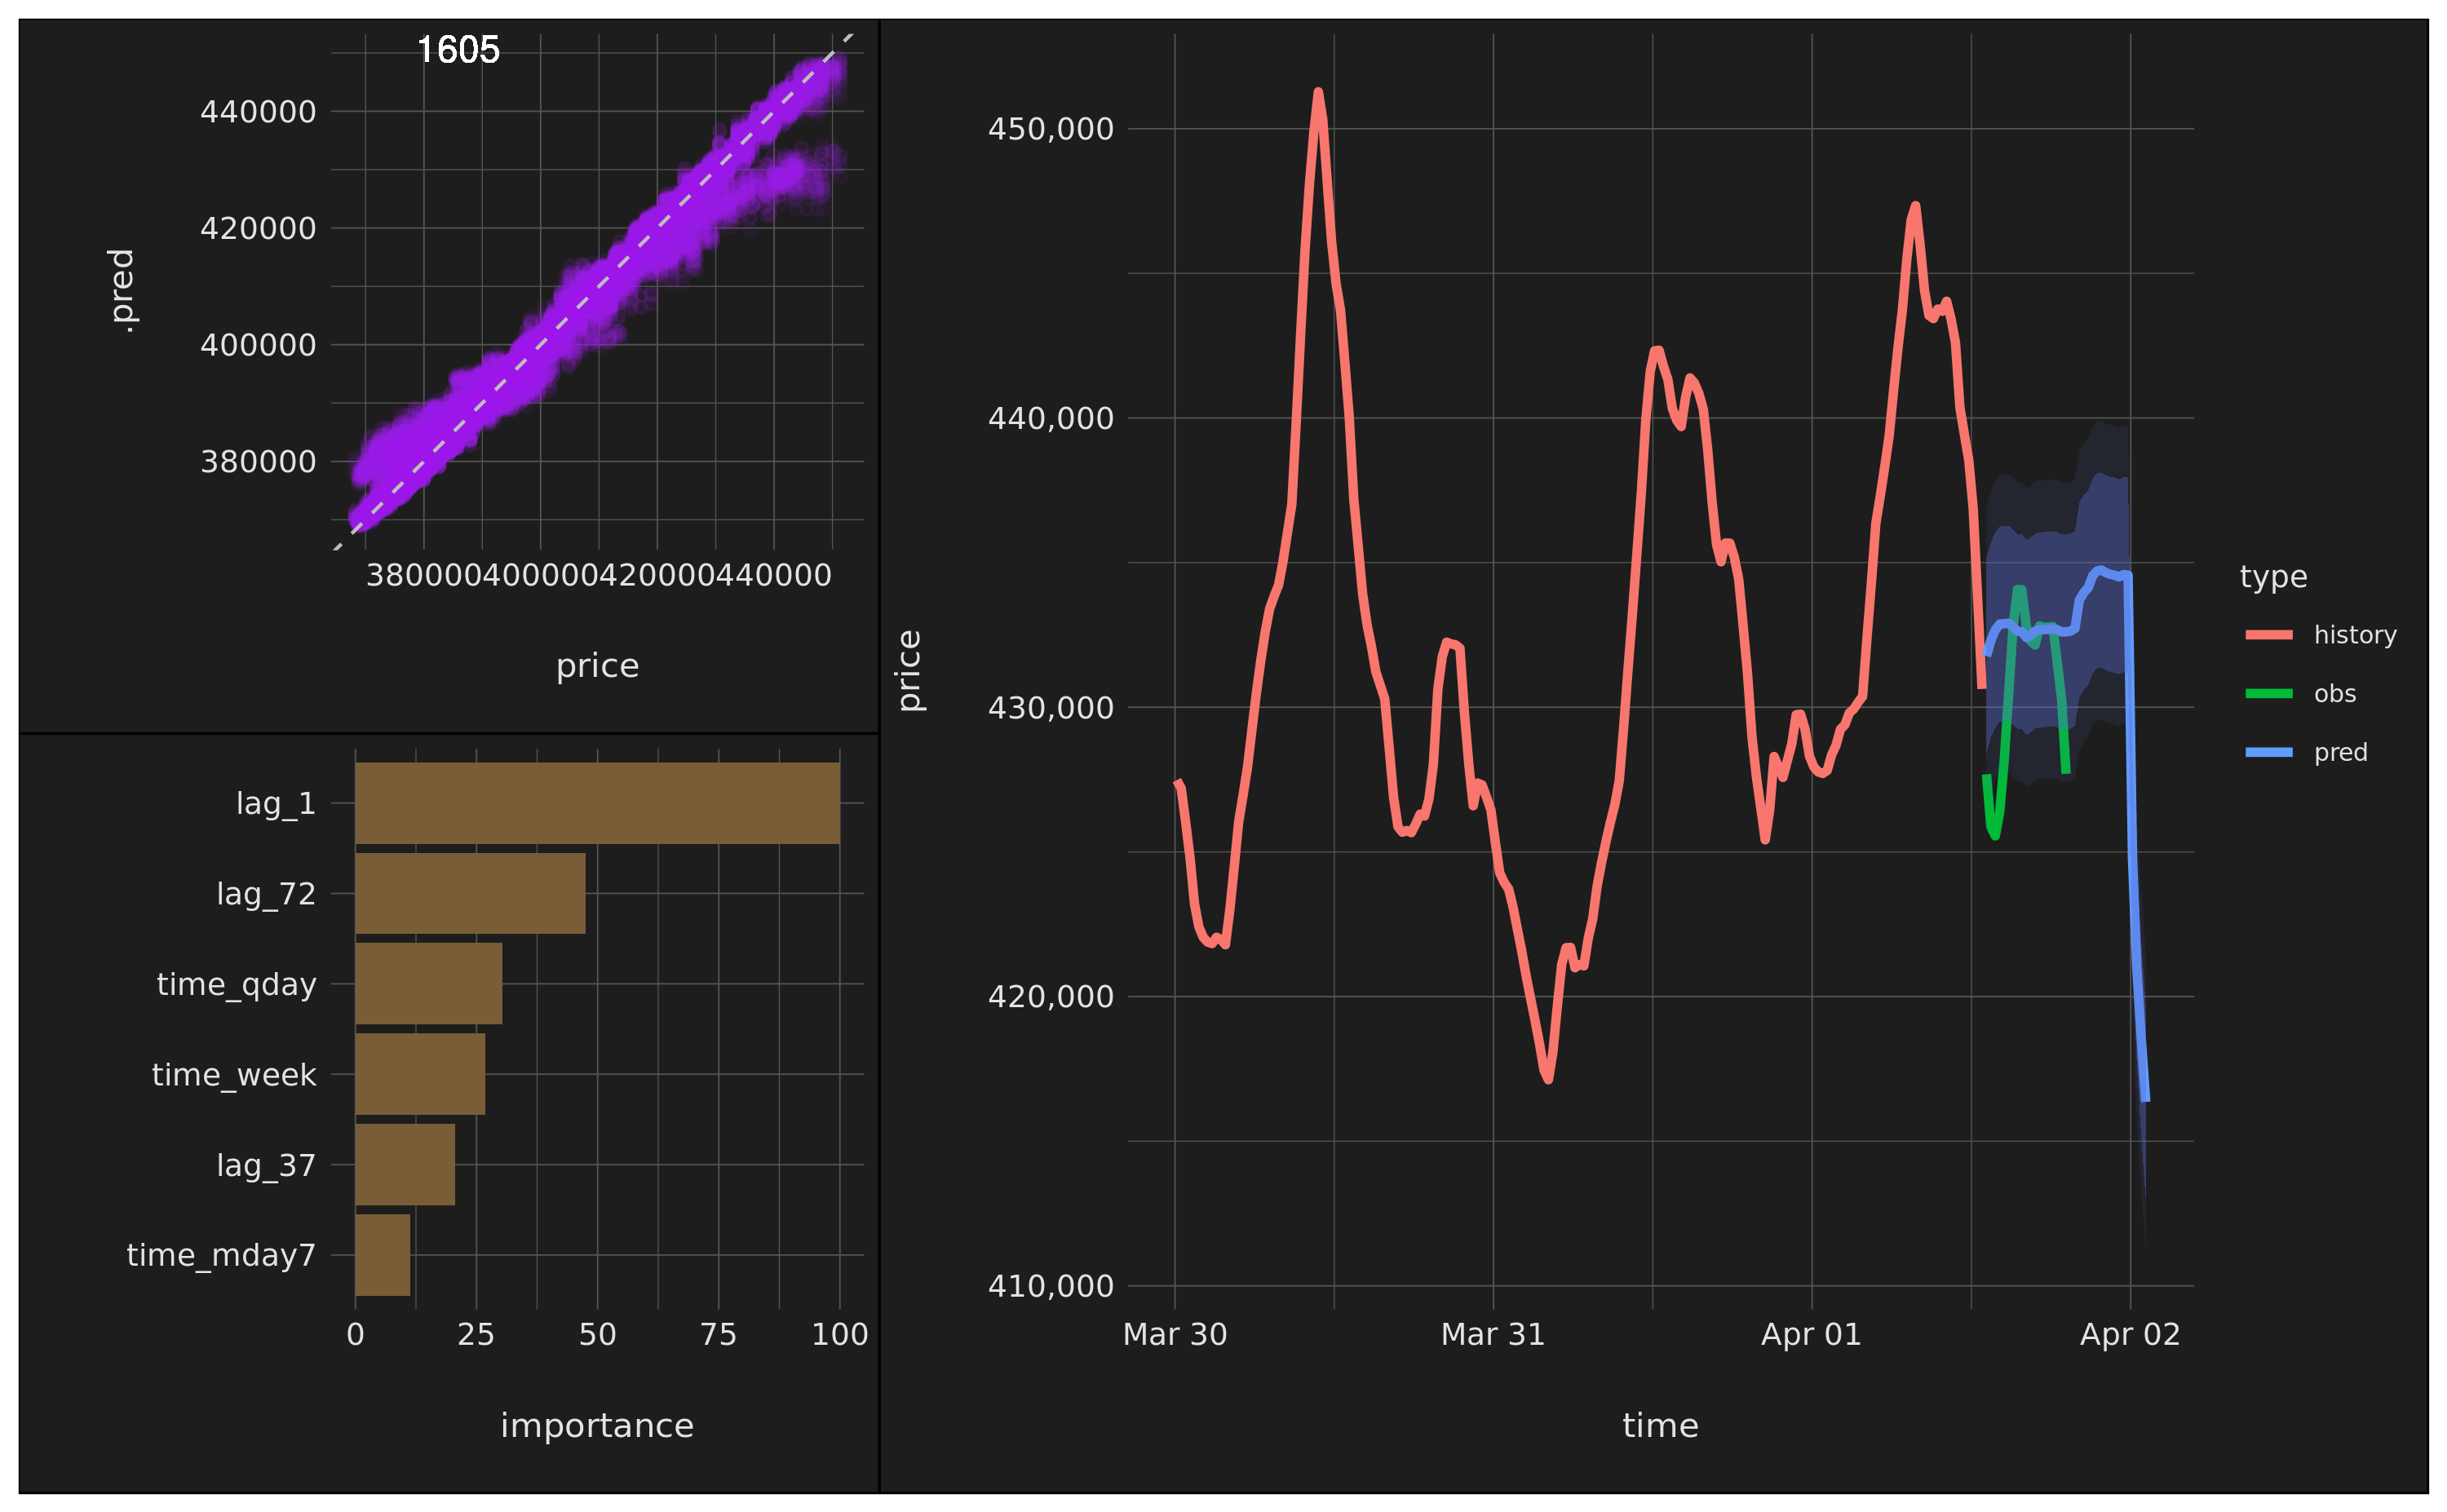 1605
440000
420000
400000
380000
.pred
380000400000420000440000
price
lag_1
lag_72
time_qday
time_week
lag_37
time_mday7
0 25 50 75 100
importance
450,000
440,000
430,000
420,000
410,000
price
Mar 30 Mar 31 Apr 01 Apr 02
time
type
history
obs
pred